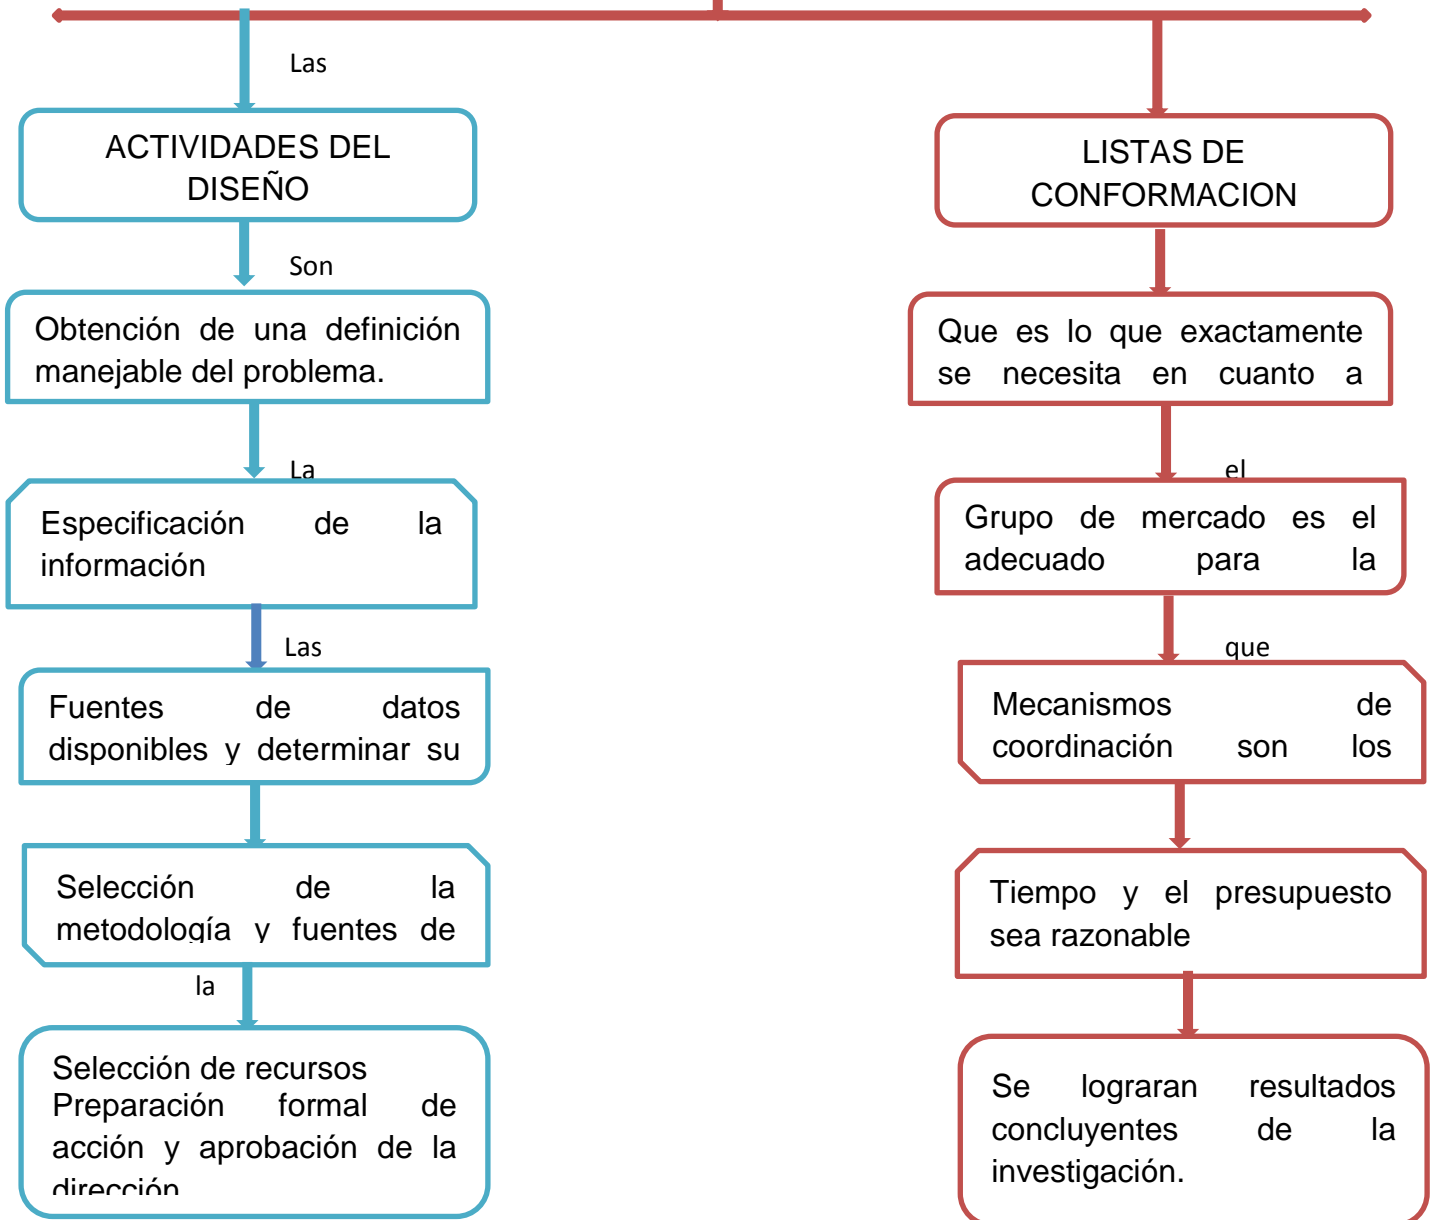 Las
ACTIVIDADES DEL
DISEÑO
Son
Obtención de una definición
manejable del problema.
La
Especificación de la
información
Las
Fuentes de datos
disponibles y determinar su
Selección de la
metodología y fuentes de
la
Selección de recursos
Preparación formal de
acción y aprobación de la
dirección
LISTAS DE
CONFORMACION
Que es lo que exactamente
se necesita en cuanto a
el
Grupo de mercado es el
adecuado para la
que
Mecanismos de
coordinación son los
Tiempo y el presupuesto
sea razonable
Se lograran resultados
concluyentes de la
investigación.